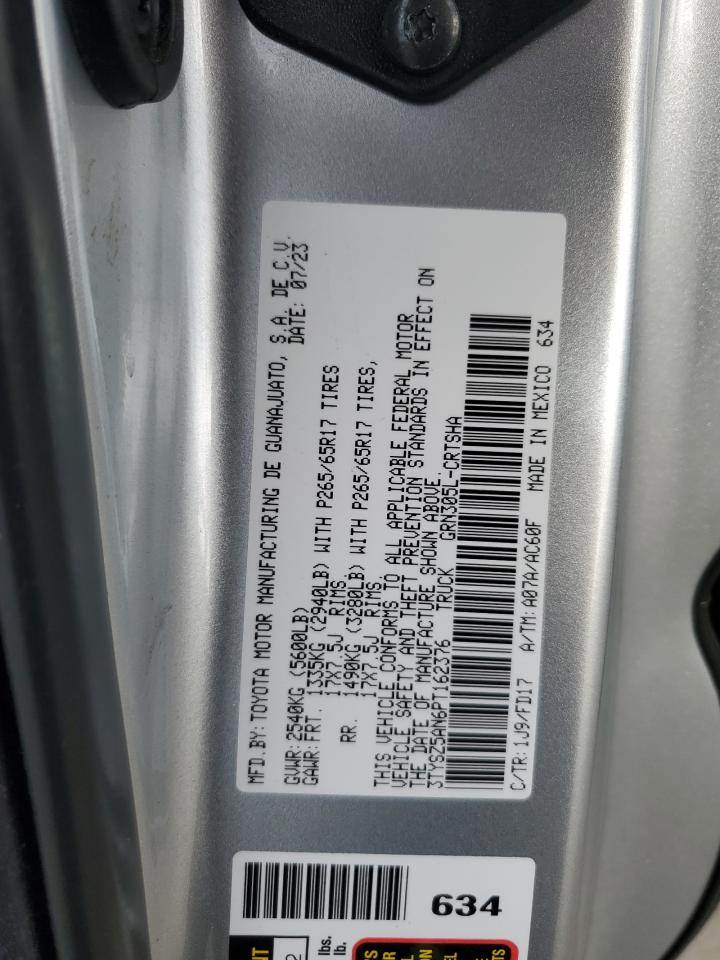 MFD.BY: TOYOTA MOTOR MANUFACTURING DE GUANAJUATO, S.A. DE C.V.
DATE: 07/23
GVWR: 2540KG (5600LB)
GAWR: FRT. 1335KG (2940LB) WITH P265/65R17 TIRES
17X7.5J RIMS.
RR. 1490KG (3280LB) WITH P265/65R17 TIRES,
17X7.5J RIMS.
THIS VEHICLE CONFORMS TO ALL APPLICABLE FEDERAL MOTOR
VEHICLE SAFETY AND THEFT PREVENTION STANDARDS IN EFFECT ON
THE DATE OF MANUFACTURE SHOWN ABOVE.
3TYSZ5AN6PT162376 TRUCK GRN305L-CRTSHA
C/TR: 1J9/FD17 A/TM: A07A/AC60F MADE IN MEXICO 634
634
lbs.
lb.